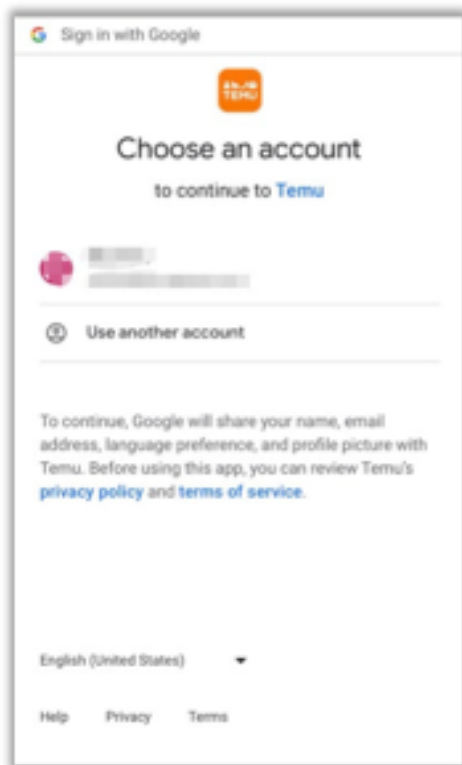 Sign in with Google
TEMU
Choose an account
to continue to Temu
Use another account
To continue, Google will share your name, email
address, language preference, and profile picture with
Temu. Before using this app, you can review Temu's
privacy policy and terms of service.
English (United States)
Help Privacy Terms